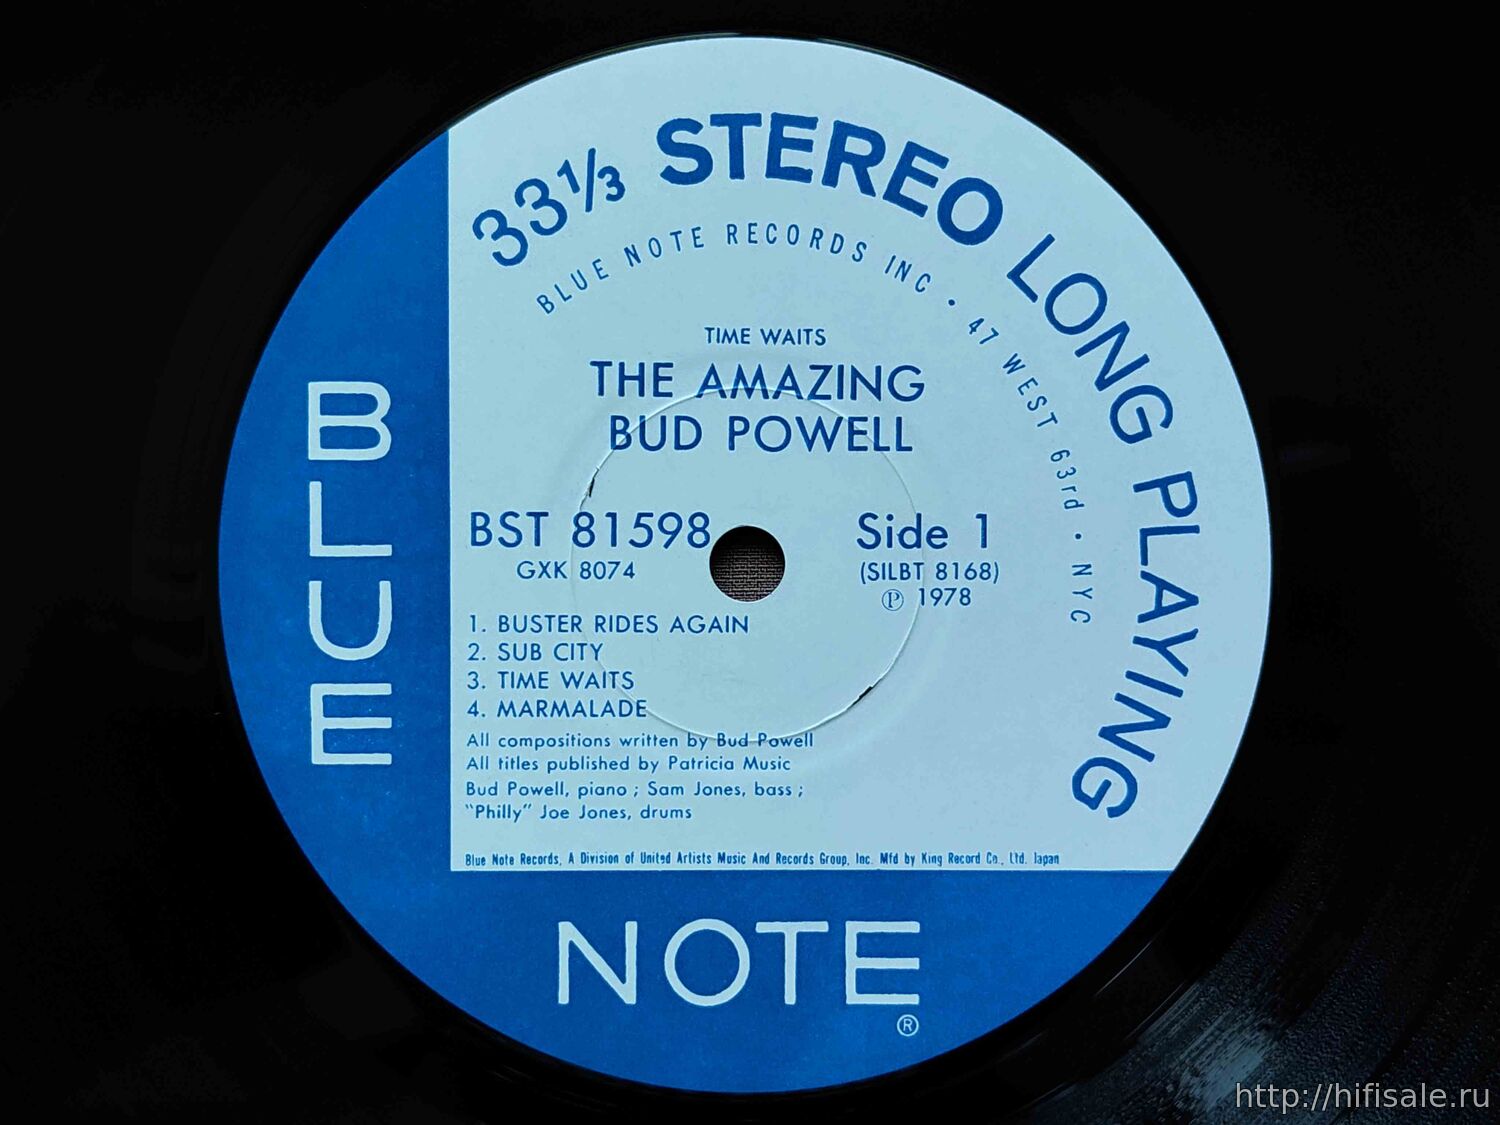 33⅓ STEREO LONG PLAYING
BLUE NOTE RECORDS INC · 47 WEST 63rd · NYC
TIME WAITS
THE AMAZING
BUD POWELL
BST 81598
GXK 8074
Side 1
(SILBT 8168)
Ⓟ 1978
1. BUSTER RIDES AGAIN
2. SUB CITY
3. TIME WAITS
4. MARMALADE
All compositions written by Bud Powell
All titles published by Patricia Music
Bud Powell, piano ; Sam Jones, bass ;
"Philly" Joe Jones, drums
Blue Note Records, A Division of United Artists Music And Records Group, Inc. Mfd by King Record Co., Ltd. Japan
BLUE
NOTE
®
http://hifisale.ru